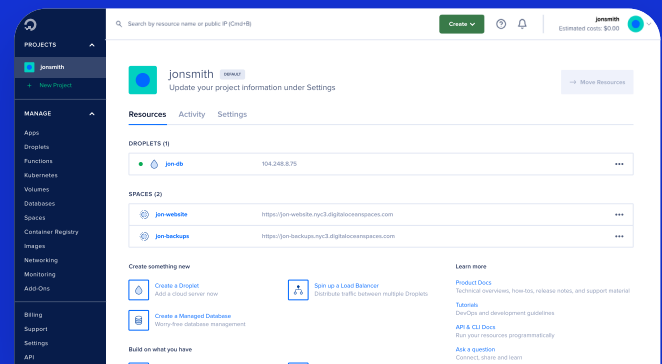 Search by resource name or public IP (Cmd+B)
Create
jonsmith
Estimated costs: $0.00
PROJECTS
jonsmith
+ New Project
MANAGE
Apps
Droplets
Functions
Kubernetes
Volumes
Databases
Spaces
Container Registry
Images
Networking
Monitoring
Add-Ons
Billing
Support
Settings
API
jonsmith DEFAULT
Update your project information under Settings
→ Move Resources
Resources Activity Settings
DROPLETS (1)
jon-db 104.248.8.75
SPACES (2)
jon-website https://jon-website.nyc3.digitaloceanspaces.com
jon-backups https://jon-backups.nyc3.digitaloceanspaces.com
Create something new
Create a Droplet
Add a cloud server now
Spin up a Load Balancer
Distribute traffic between multiple Droplets
Create a Managed Database
Worry-free database management
Build on what you have
Learn more
Product Docs
Technical overviews, how-tos, release notes, and support material
Tutorials
DevOps and development guidelines
API & CLI Docs
Run your resources programmatically
Ask a question
Connect, share and learn